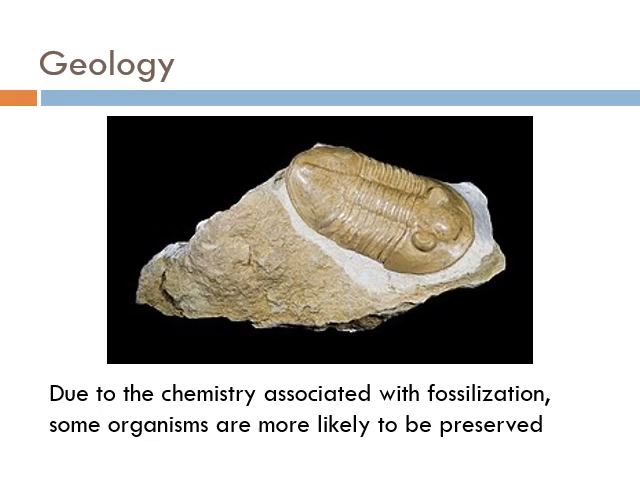 Geology
Due to the chemistry associated with fossilization,
some organisms are more likely to be preserved